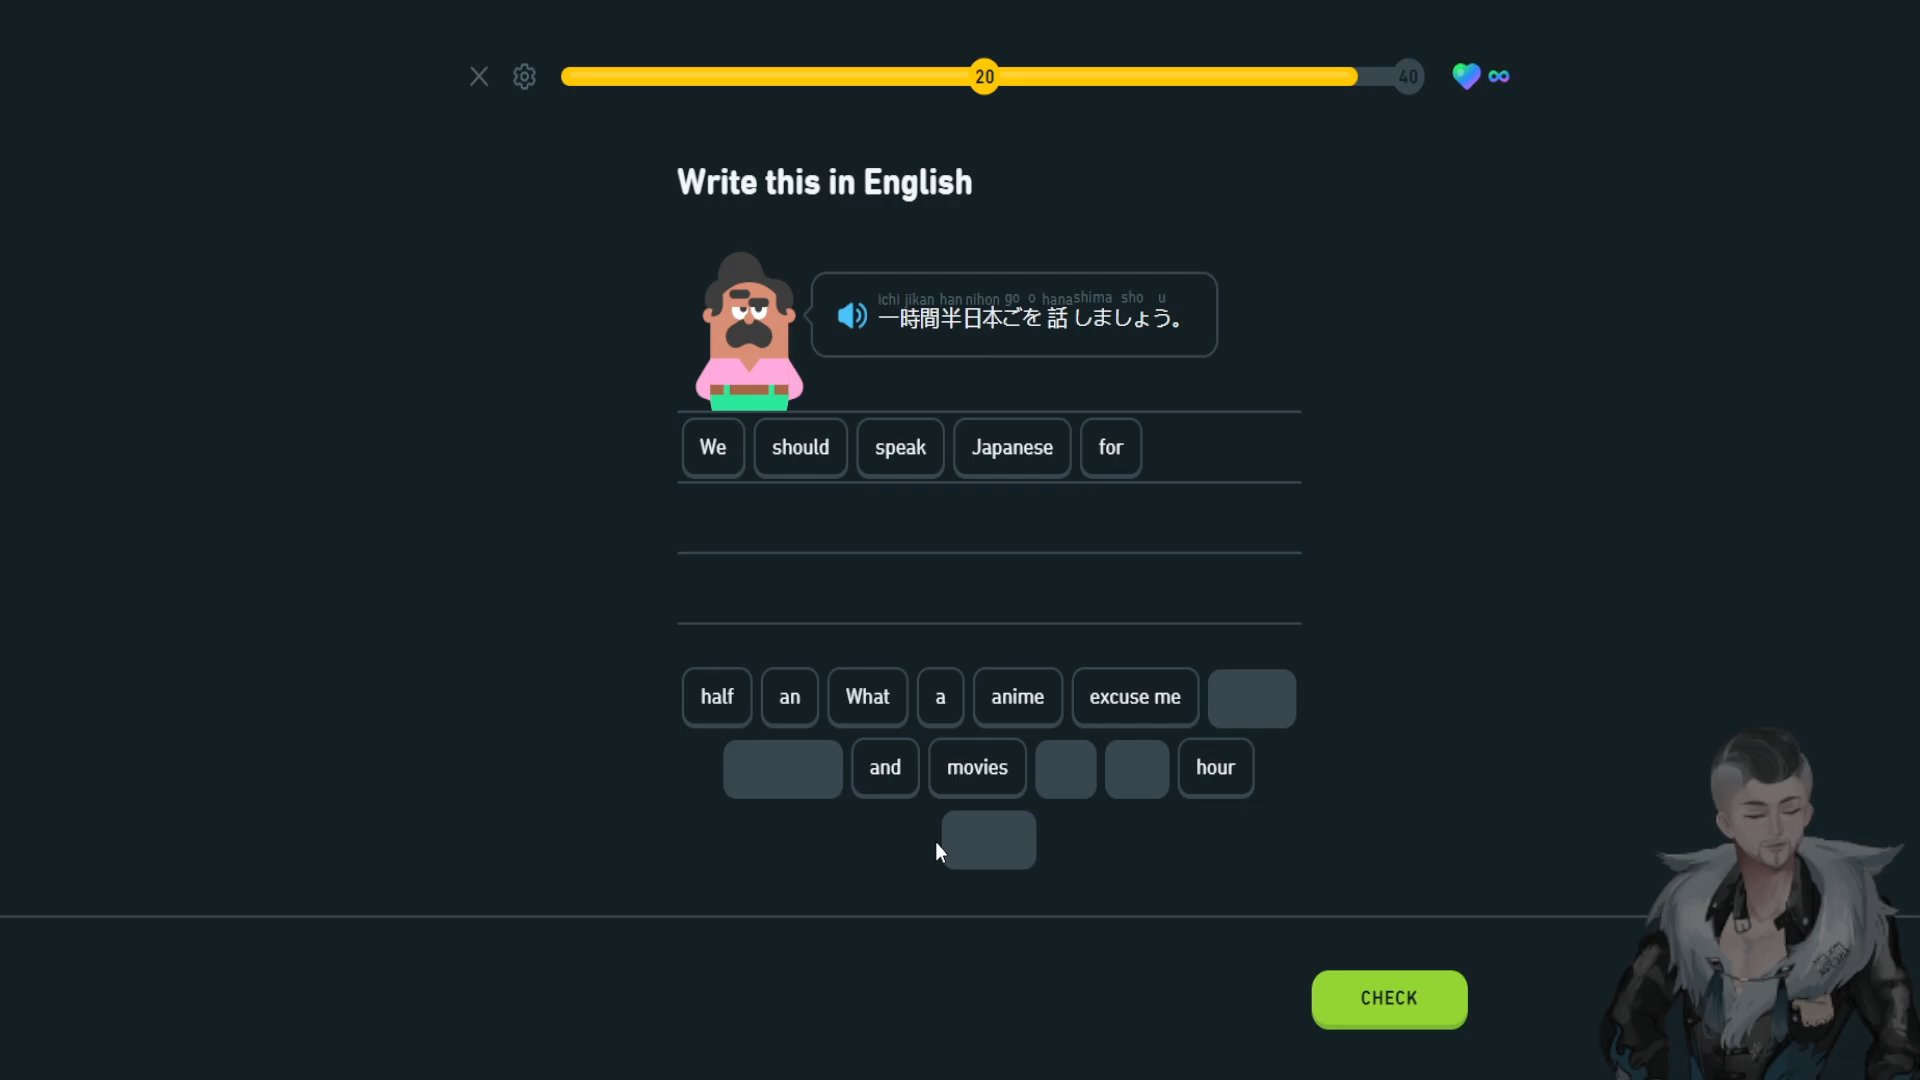 20
40
Write this in English
ichi jikan han nihon go o hanashima sho u
一時間半日本ごを話しましょう。
We should speak Japanese for
half an What a anime excuse me
and movies hour
CHECK